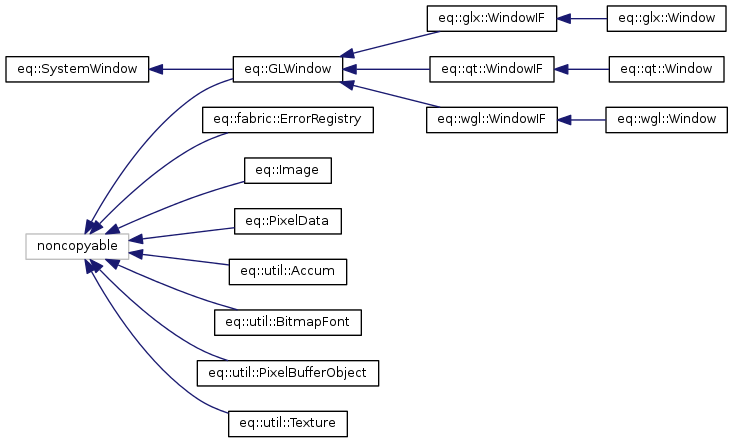 eq::glx::WindowIF
eq::glx::Window
eq::SystemWindow
eq::GLWindow
eq::qt::WindowIF
eq::qt::Window
eq::wgl::WindowIF
eq::wgl::Window
eq::fabric::ErrorRegistry
eq::Image
eq::PixelData
noncopyable
eq::util::Accum
eq::util::BitmapFont
eq::util::PixelBufferObject
eq::util::Texture